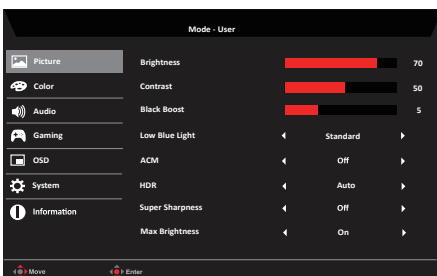 Mode - User
Picture
Color
Audio
Gaming
OSD
System
Information
Brightness 70
Contrast 50
Black Boost 5
Low Blue Light Standard
ACM Off
HDR Auto
Super Sharpness Off
Max Brightness On
Move Enter